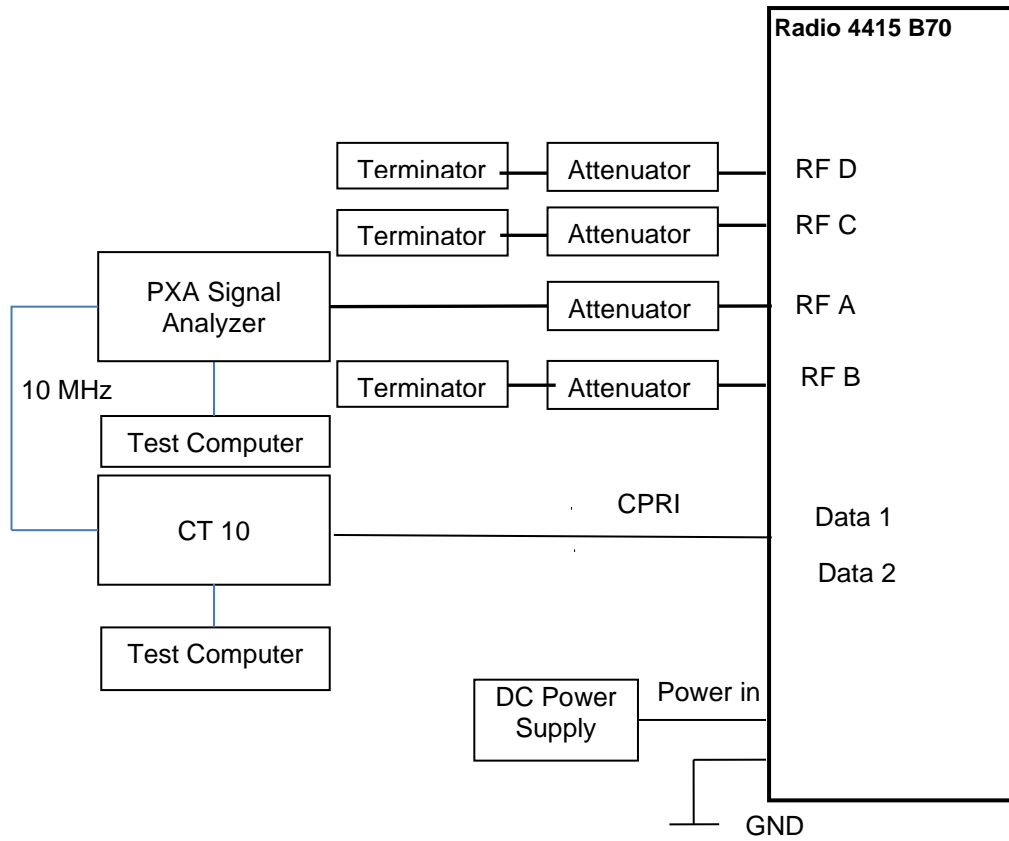 Radio 4415 B70
Terminator
Attenuator
RF D
Terminator
Attenuator
RF C
PXA Signal
Analyzer
Attenuator
RF A
10 MHz
Terminator
Attenuator
RF B
Test Computer
CT 10
CPRI
Data 1
Data 2
Test Computer
DC Power
Supply
Power in
GND